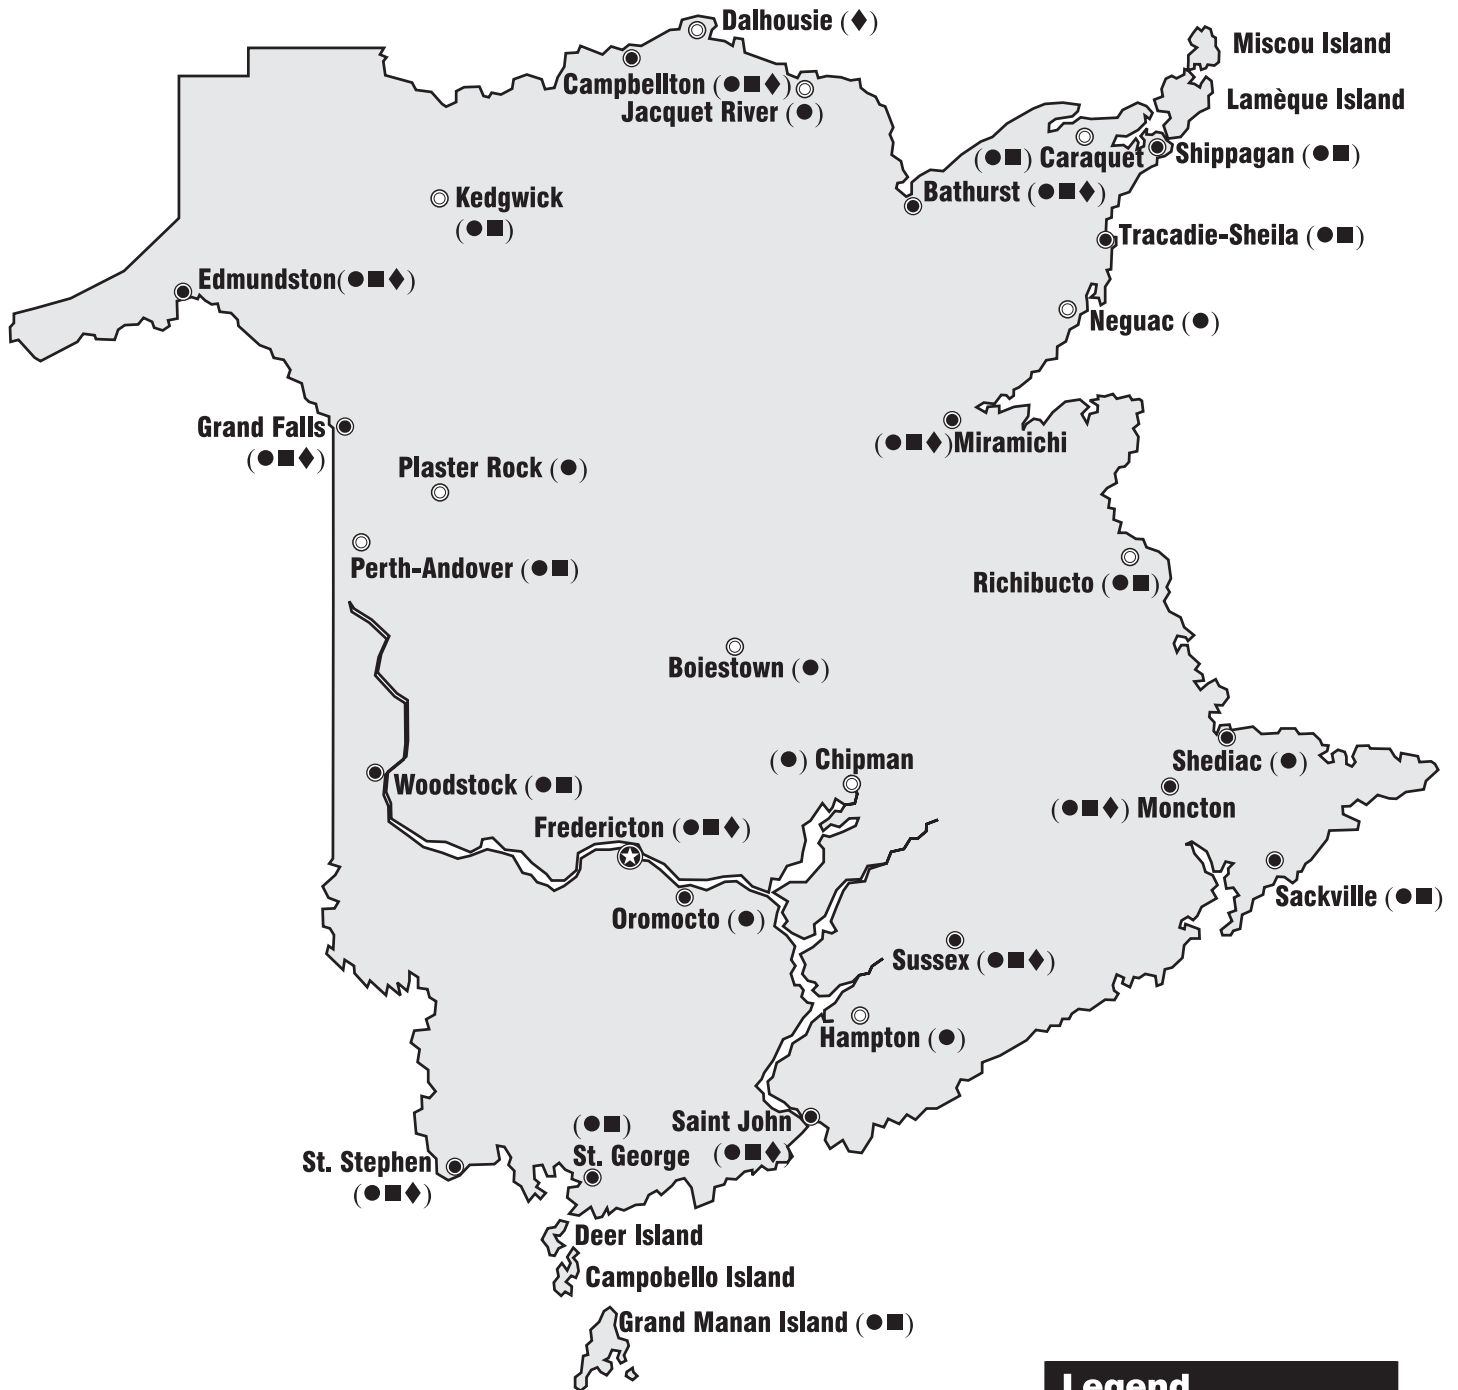 Dalhousie (♦)
Miscou Island
Campbellton (●■♦)
Lamèque Island
Jacquet River (●)
(●■) Caraquet
Shippagan (●■)
Bathurst (●■♦)
Kedgwick
(●■)
Tracadie-Sheila (●■)
Edmundston(●■♦)
Neguac (●)
Grand Falls
(●■♦)
(●■♦)Miramichi
Plaster Rock (●)
Perth-Andover (●■)
Richibucto (●■)
Boiestown (●)
(●) Chipman
Shediac (●)
Woodstock (●■)
(●■♦) Moncton
Fredericton (●■♦)
Sackville (●■)
Oromocto (●)
Sussex (●■♦)
Hampton (●)
Saint John
(●■♦)
(●■)
St. George
St. Stephen
(●■♦)
Deer Island
Campobello Island
Grand Manan Island (●■)
Legend